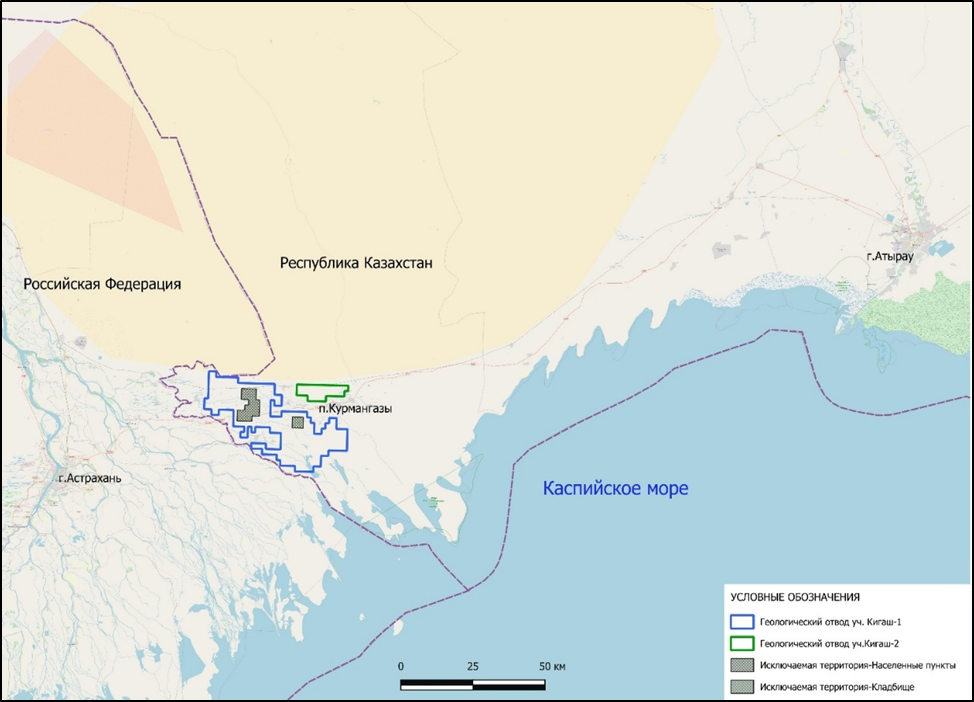 Республика Казахстан
г.Атырау
Российская Федерация
п.Курмангазы
г.Астрахань
Каспийское море
УСЛОВНЫЕ ОБОЗНАЧЕНИЯ
Геологический отвод уч. Кигаш-1
Геологический отвод уч.Кигаш-2
Исключаемая территория-Населенные пункты
Исключаемая территория-Кладбище
0 25 50 км